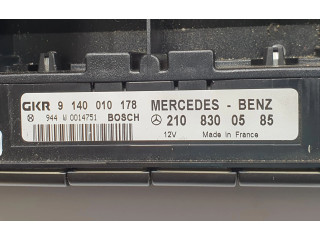 GKR 9 140 010 178 MERCEDES - BENZ
944 W 0014751 BOSCH 210 830 05 85
12V Made in France